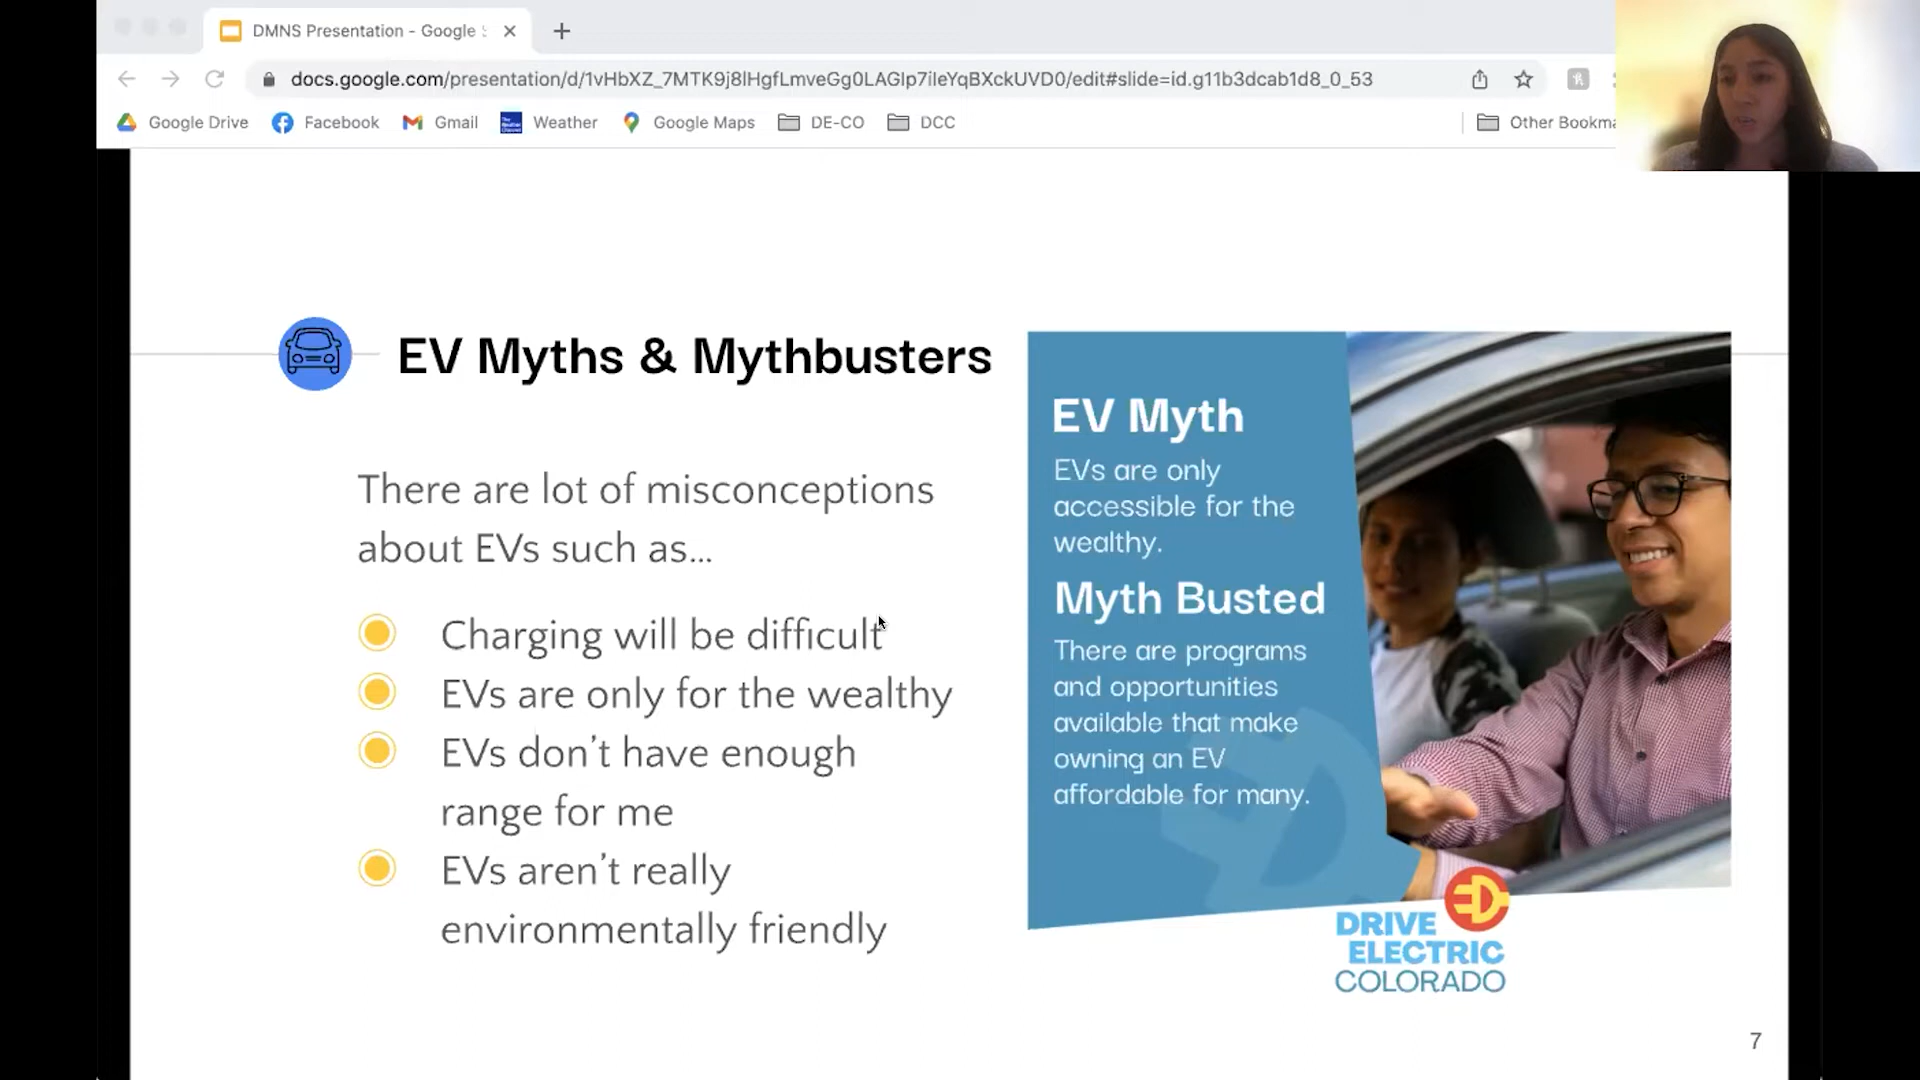 DMNS Presentation - Google S
docs.google.com/presentation/d/1vHbXZ_7MTK9j8lHgfLmveGg0LAGlp7ileYqBXckUVD0/edit#slide=id.g11b3dcab1d8_0_53
Google Drive Facebook Gmail Weather Google Maps DE-CO DCC Other Bookma
EV Myths & Mythbusters
There are lot of misconceptions
about EVs such as...
Charging will be difficult
EVs are only for the wealthy
EVs don't have enough
range for me
EVs aren't really
environmentally friendly
EV Myth
EVs are only
accessible for the
wealthy.
Myth Busted
There are programs
and opportunities
available that make
owning an EV
affordable for many.
DRIVE
ELECTRIC
COLORADO
7